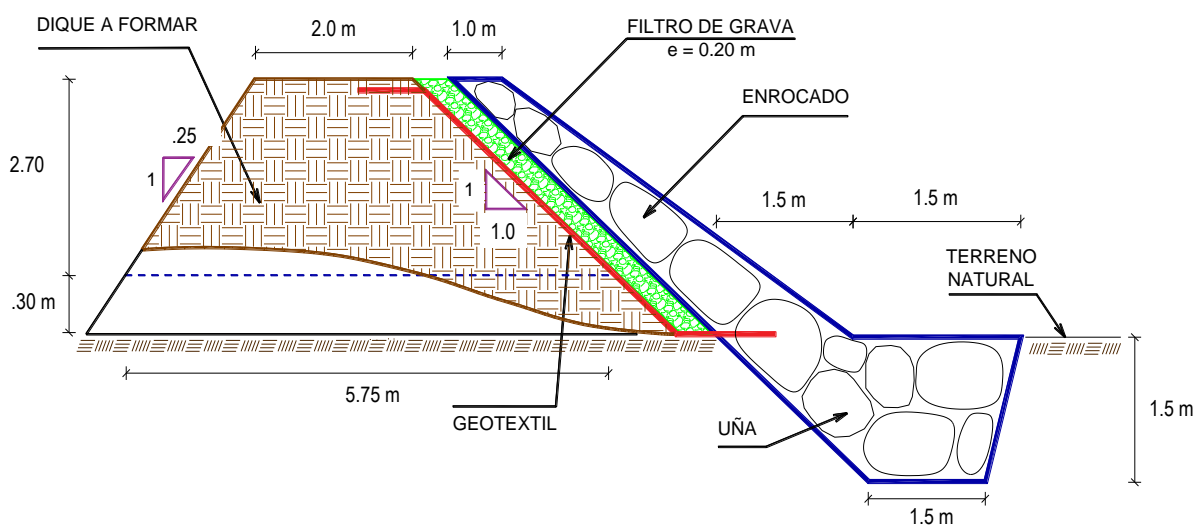 DIQUE A FORMAR
2.0 m
1.0 m
FILTRO DE GRAVA
e = 0.20 m
ENROCADO
.25
1
2.70
1
1.0
1.5 m
1.5 m
TERRENO
NATURAL
.30 m
5.75 m
GEOTEXTIL
UÑA
1.5 m
1.5 m